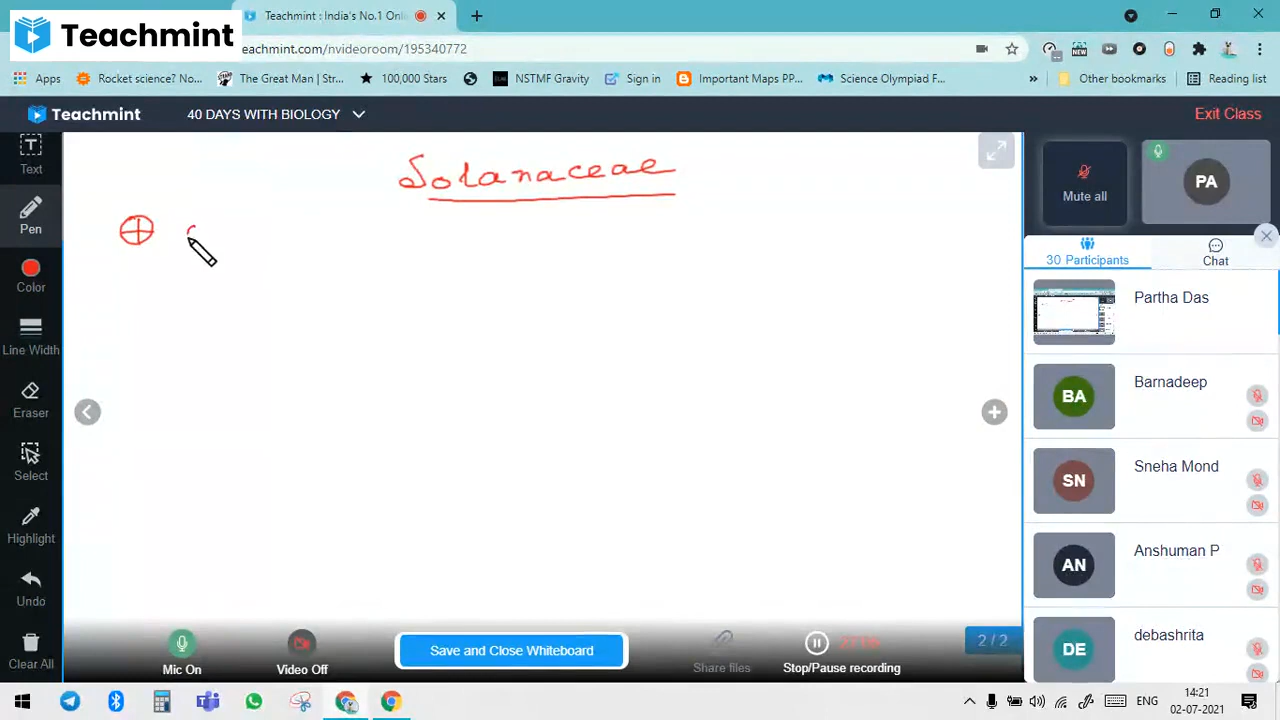 Teachmint : India's No.1 Onli
Teachmint
eachmint.com/nvideoroom/195340772
Apps
Rocket science? No...
The Great Man | Str...
100,000 Stars
NSTMF Gravity
Sign in
Important Maps PP...
Science Olympiad F...
»
Other bookmarks
Reading list
NEW
Teachmint
40 DAYS WITH BIOLOGY
Exit Class
Text
Pen
Color
Line Width
Eraser
Select
Highlight
Undo
Clear All
Solanaceae
Mute all
PA
30 Participants
Chat
Partha Das
BA
Barnadeep
SN
Sneha Mond
AN
Anshuman P
DE
debashrita
Mic On
Video Off
Save and Close Whiteboard
Share files
Stop/Pause recording
2 / 2
ENG
14:21
02-07-2021